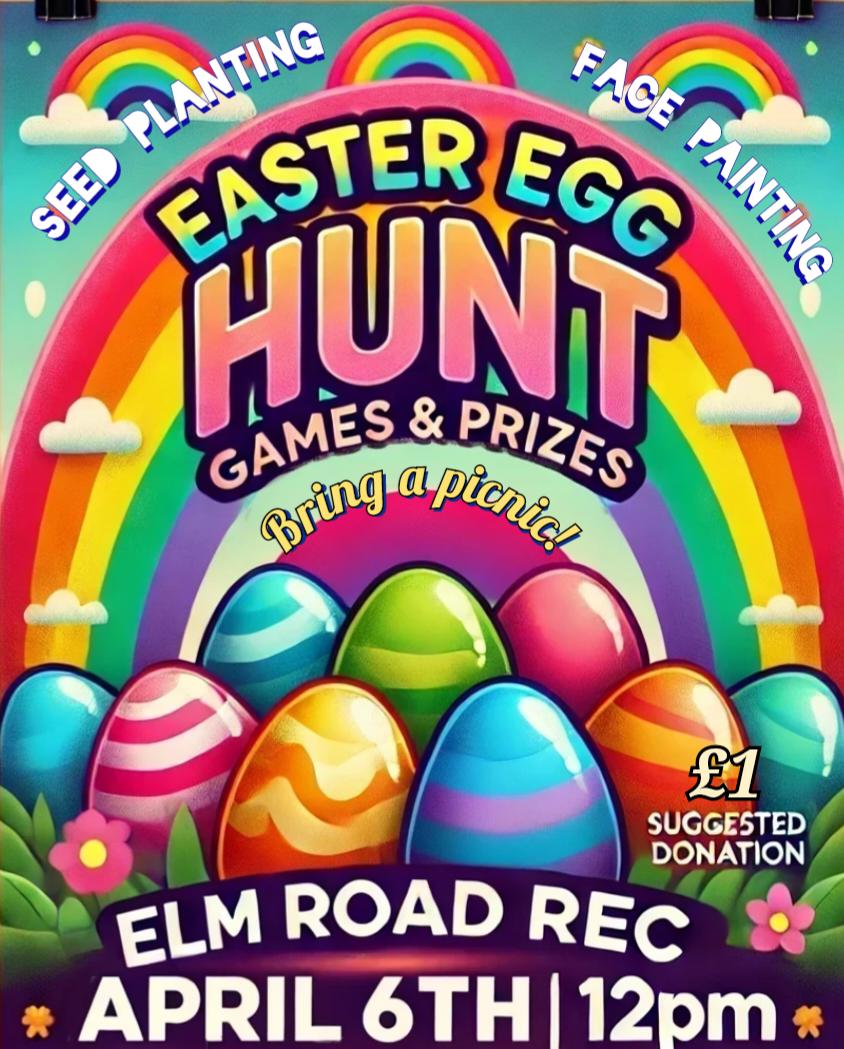 SEED PLANTING
FACE PAINTING
EASTER EGG
HUNT
GAMES & PRIZES
Bring a picnic!
£1
SUGGESTED
DONATION
ELM ROAD REC
APRIL 6TH | 12pm